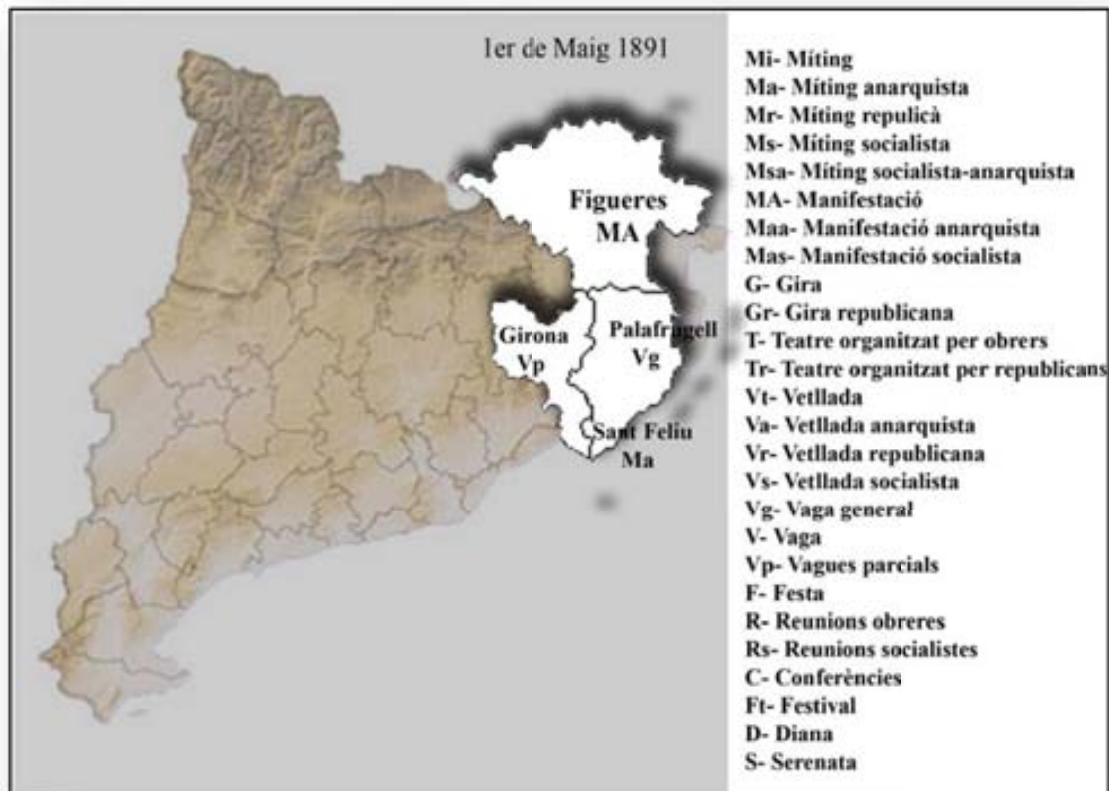 1er de Maig 1891
Figueres
MA
Girona
Vp
Palafrugell
Vg
Sant Feliu
Ma
Mi- Míting
Ma- Míting anarquista
Mr- Míting repulicà
Ms- Míting socialista
Msa- Míting socialista-anarquista
MA- Manifestació
Maa- Manifestació anarquista
Mas- Manifestació socialista
G- Gira
Gr- Gira republicana
T- Teatre organitzat per obrers
Tr- Teatre organitzat per republicans
Vt- Vetllada
Va- Vetllada anarquista
Vr- Vetllada republicana
Vs- Vetllada socialista
Vg- Vaga general
V- Vaga
Vp- Vagues parcials
F- Festa
R- Reunions obreres
Rs- Reunions socialistes
C- Conferències
Ft- Festival
D- Diana
S- Serenata